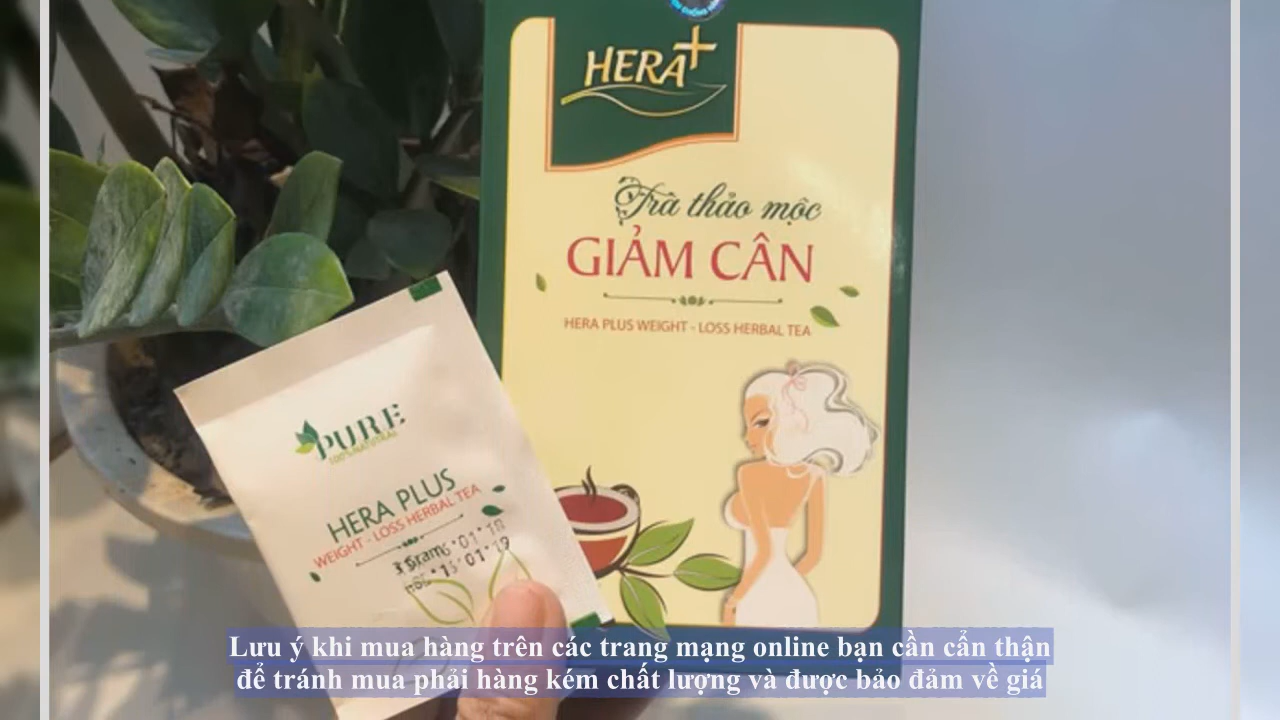 HERA+
Trà thảo mộc
GIẢM CÂN
HERA PLUS WEIGHT - LOSS HERBAL TEA
PURE
100% NATUTRAL
HERA PLUS
WEIGHT - LOSS HERBAL TEA
Lưu ý khi mua hàng trên các trang mạng online bạn cần cẩn thận
để tránh mua phải hàng kém chất lượng và được bảo đảm về giá